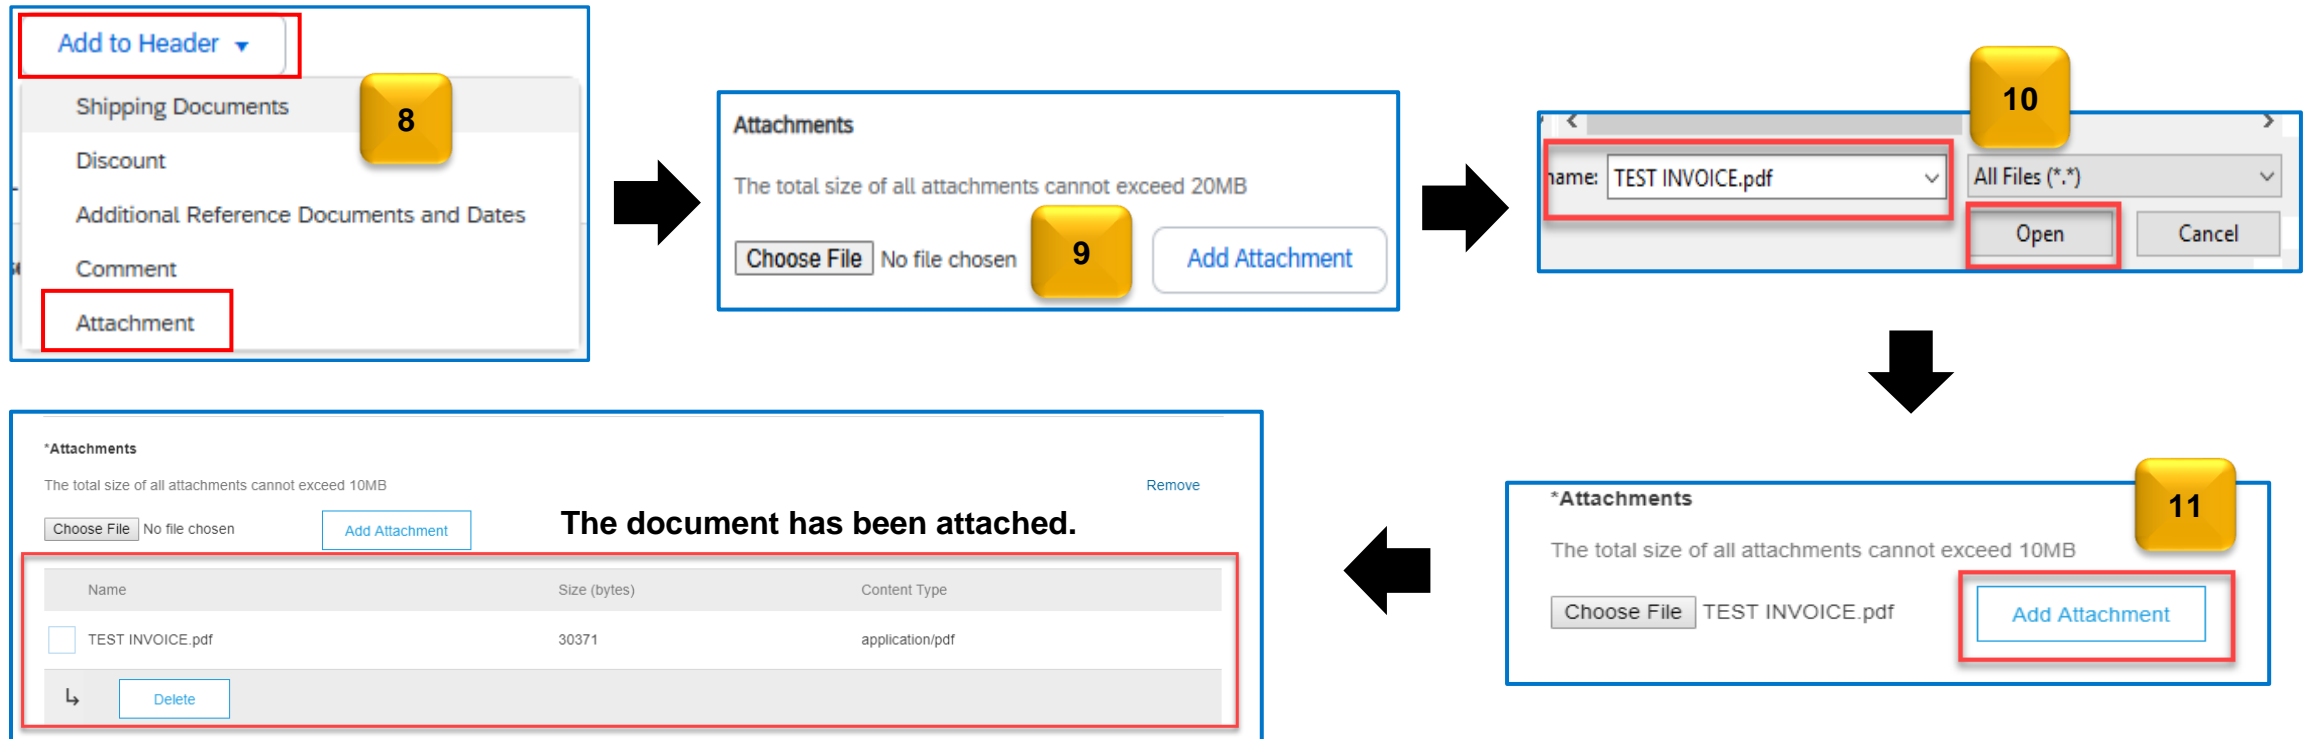 Add to Header
Shipping Documents
8
Discount
Additional Reference Documents and Dates
Comment
Attachment
Attachments
The total size of all attachments cannot exceed 20MB
Choose File No file chosen
9
Add Attachment
10
name: TEST INVOICE.pdf
All Files (*.*)
Open
Cancel
11
*Attachments
The total size of all attachments cannot exceed 10MB
Choose File TEST INVOICE.pdf
Add Attachment
*Attachments
The total size of all attachments cannot exceed 10MB
Remove
Choose File No file chosen
Add Attachment
The document has been attached.
Name Size (bytes) Content Type
TEST INVOICE.pdf 30371 application/pdf
Delete